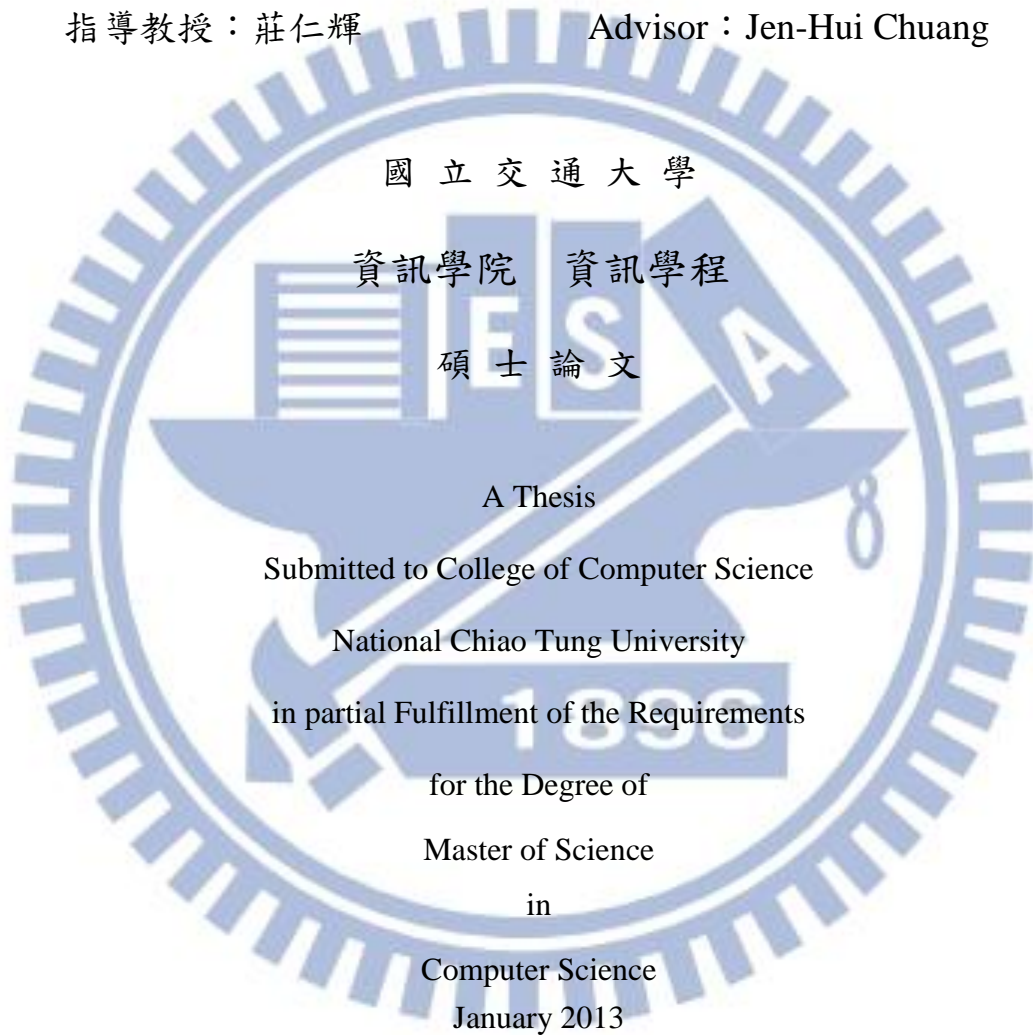 指導教授：莊仁輝 Advisor：Jen-Hui Chuang
國 立 交 通 大 學
資訊學院 資訊學程
碩 士 論 文
E S A
A Thesis
Submitted to College of Computer Science
National Chiao Tung University
1896
in partial Fulfillment of the Requirements
for the Degree of
Master of Science
in
Computer Science
January 2013